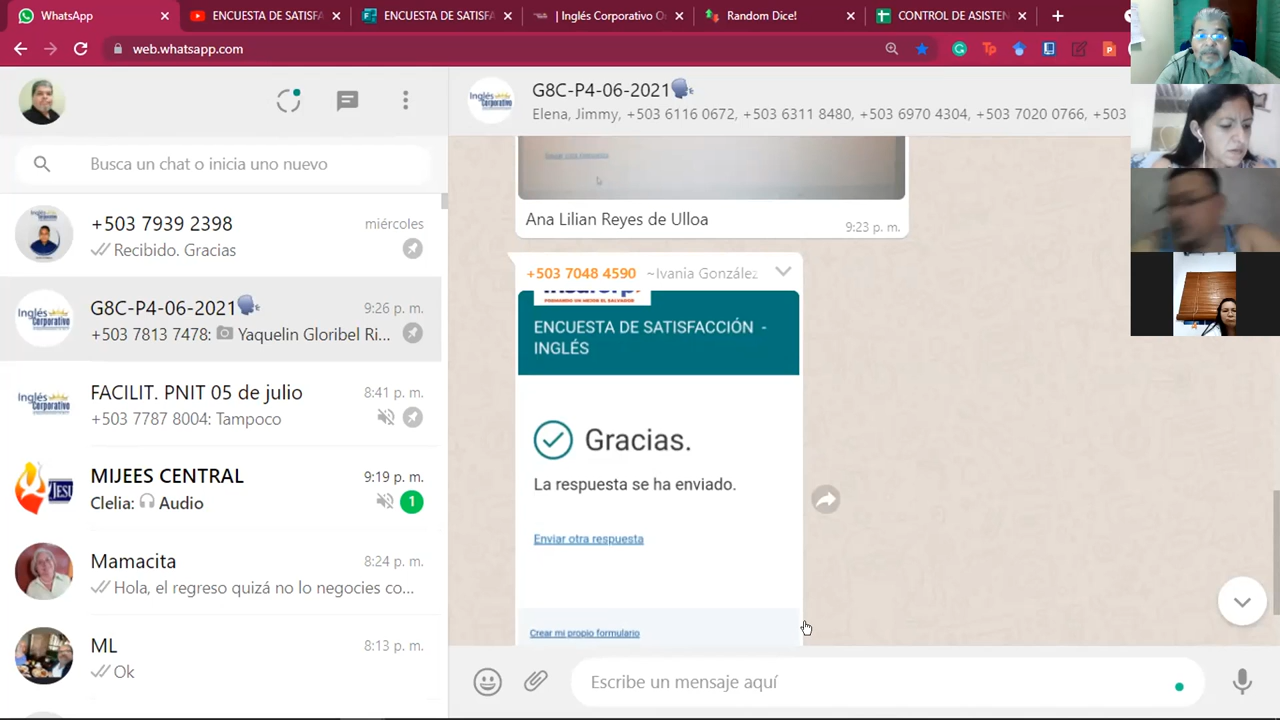 WhatsApp
ENCUESTA DE SATISFA
ENCUESTA DE SATISFA
| Inglés Corporativo O
Random Dice!
CONTROL DE ASISTEN
web.whatsapp.com
Busca un chat o inicia uno nuevo
+503 7939 2398
miércoles
Recibido. Gracias
G8C-P4-06-2021
9:26 p. m.
+503 7813 7478: Yaquelin Gloribel Ri...
FACILIT. PNIT 05 de julio
8:41 p. m.
+503 7787 8004: Tampoco
MIJEES CENTRAL
9:19 p. m.
Clelia: Audio
1
Mamacita
8:24 p. m.
Hola, el regreso quizá no lo negocies co...
ML
8:13 p. m.
Ok
G8C-P4-06-2021
Elena, Jimmy, +503 6116 0672, +503 6311 8480, +503 6970 4304, +503 7020 0766, +503
Ana Lilian Reyes de Ulloa
9:23 p. m.
+503 7048 4590 ~Ivania González
FORMANDO UN MEJOR EL SALVADOR
ENCUESTA DE SATISFACCIÓN -
INGLÉS
Gracias.
La respuesta se ha enviado.
Enviar otra respuesta
Crear mi propio formulario
Escribe un mensaje aquí